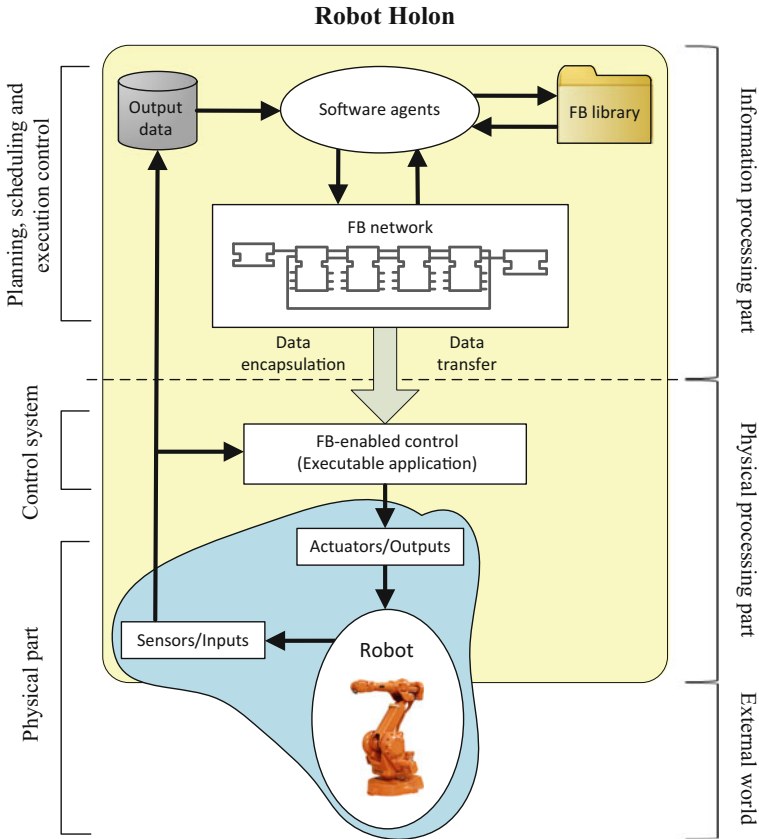 Robot Holon
Planning, scheduling and
execution control
Control system
Physical part
Output
data
Software agents
FB library
FB network
Data
encapsulation
Data
transfer
FB-enabled control
(Executable application)
Actuators/Outputs
Sensors/Inputs
Robot
Information processing part
Physical processing part
External world